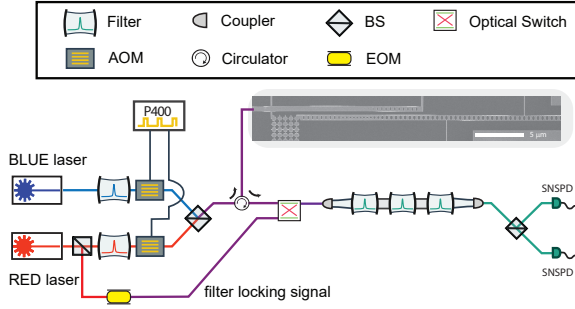 Filter
Coupler
BS
Optical Switch
AOM
Circulator
EOM
P400
5 μm
BLUE laser
SNSPD
RED laser
filter locking signal
SNSPD